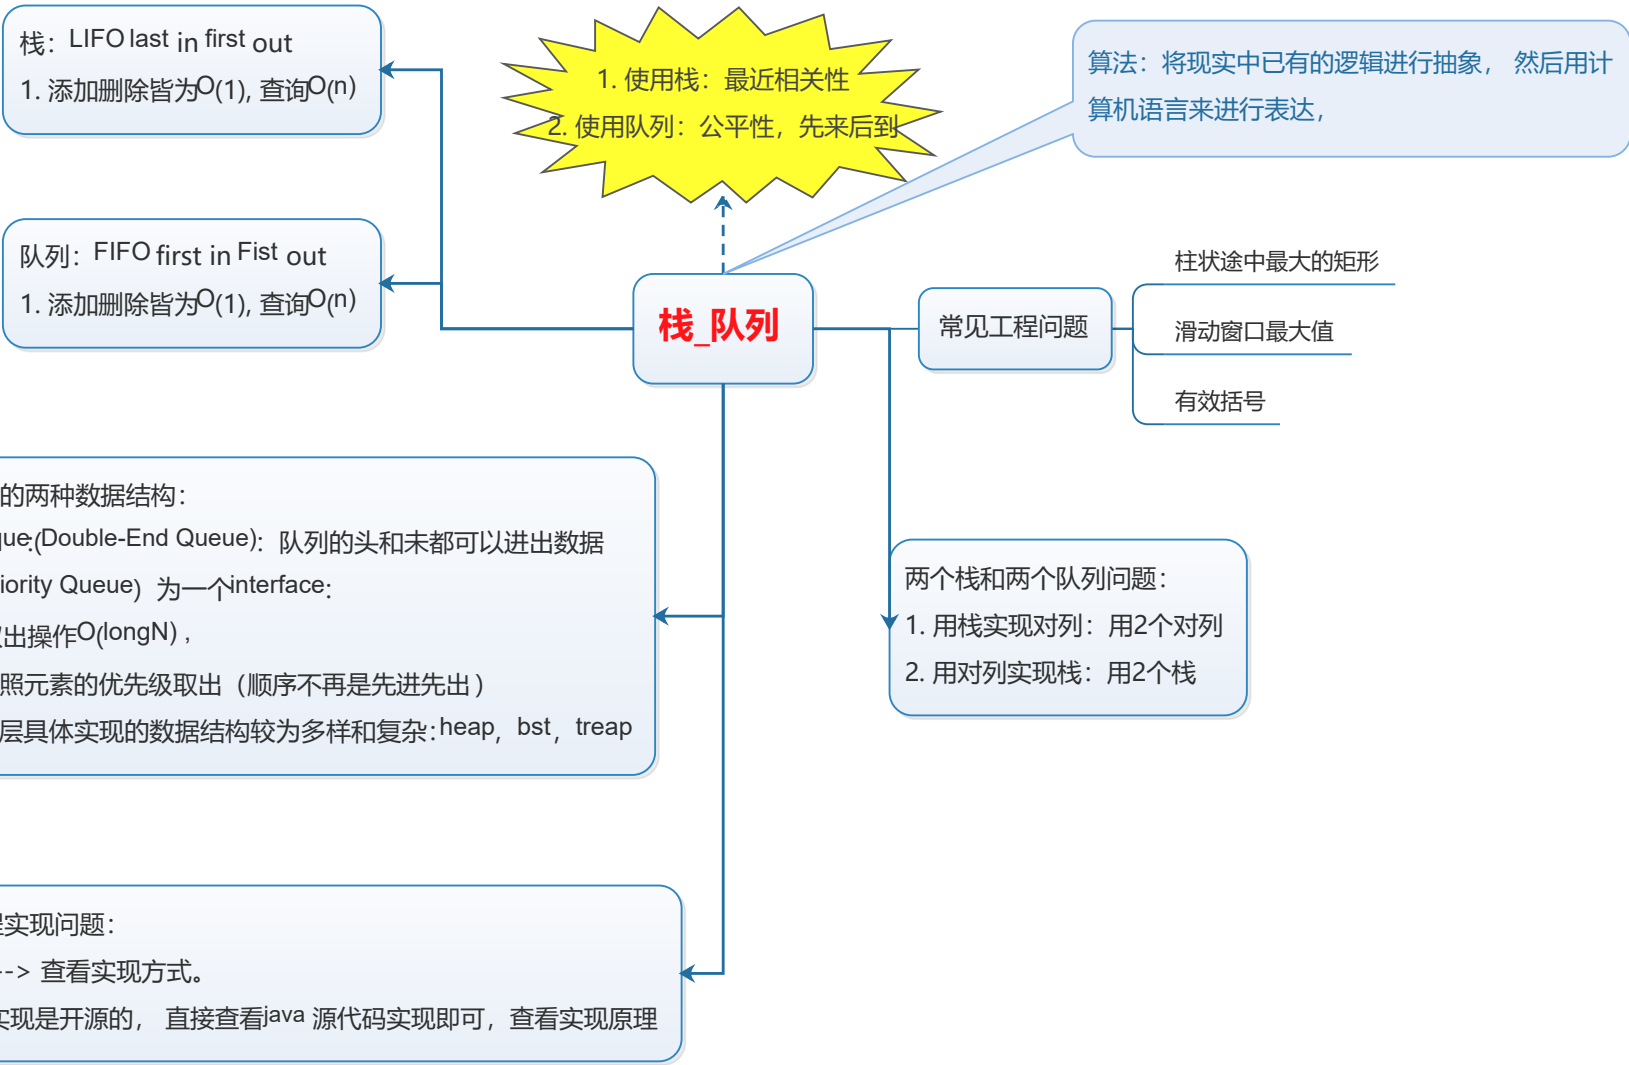 栈：LIFO last in first out
1. 添加删除皆为O(1), 查询O(n)
1. 使用栈：最近相关性
2. 使用队列：公平性，先来后到
算法：将现实中已有的逻辑进行抽象， 然后用计
算机语言来进行表达，
队列：FIFO first in Fist out
1. 添加删除皆为O(1), 查询O(n)
栈_队列
常见工程问题
柱状途中最大的矩形
滑动窗口最大值
有效括号
的两种数据结构：
ue:(Double-End Queue)：队列的头和未都可以进出数据
iority Queue）为一个interface：
出操作O(longN) ，
照元素的优先级取出（顺序不再是先进先出）
层具体实现的数据结构较为多样和复杂：heap，bst，treap
两个栈和两个队列问题：
1. 用栈实现对列：用2个对列
2. 用对列实现栈：用2个栈
实现问题：
--> 查看实现方式。
实现是开源的， 直接查看java 源代码实现即可，查看实现原理